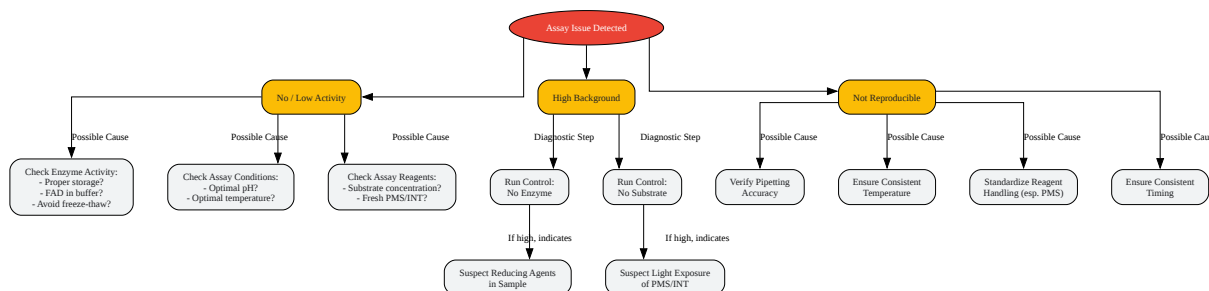 Assay Issue Detected
No / Low Activity
High Background
Not Reproducible
Possible Cause
Possible Cause
Possible Cause
Diagnostic Step
Diagnostic Step
Possible Cause
Possible Cause
Possible Cause
Possible Cau
Check Enzyme Activity:
- Proper storage?
- FAD in buffer?
- Avoid freeze-thaw?
Check Assay Conditions:
- Optimal pH?
- Optimal temperature?
Check Assay Reagents:
- Substrate concentration?
- Fresh PMS/INT?
Run Control:
No Enzyme
Run Control:
No Substrate
Verify Pipetting
Accuracy
Ensure Consistent
Temperature
Standardize Reagent
Handling (esp. PMS)
Ensure Consistent
Timing
If high, indicates
If high, indicates
Suspect Reducing Agents
in Sample
Suspect Light Exposure
of PMS/INT